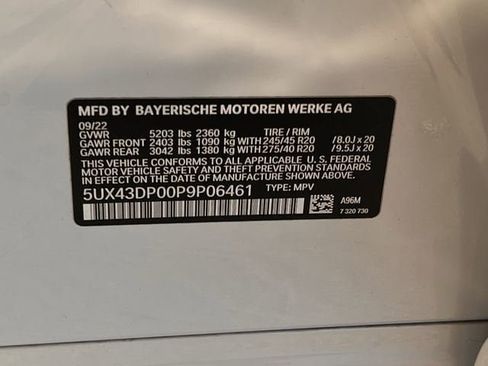 MFD BY BAYERISCHE MOTOREN WERKE AG
09/22
GVWR 5203 lbs 2360 kg TIRE / RIM
GAWR FRONT 2403 lbs 1090 kg WITH 245/45 R20 /8.0J x 20
GAWR REAR 3042 lbs 1380 kg WITH 275/40 R20 /9.5J x 20
THIS VEHICLE CONFORMS TO ALL APPLICABLE U. S. FEDERAL
MOTOR VEHICLE SAFETY AND THEFT PREVENTION STANDARDS
IN EFFECT ON THE DATE OF MANUFACTURE SHOWN ABOVE.
5UX43DP00P9P06461 TYPE: MPV
A96M
7 320 730